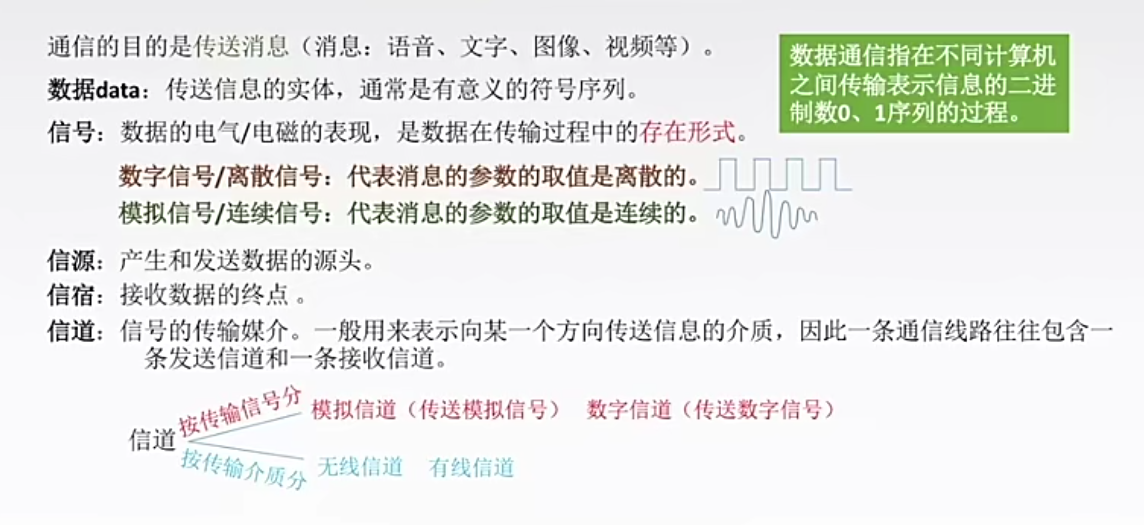 通信的目的是传送消息（消息：语音、文字、图像、视频等）。
数据通信指在不同计算机
之间传输表示信息的二进
制数0、1序列的过程。
数据data：传送信息的实体，通常是有意义的符号序列。
信号：数据的电气/电磁的表现，是数据在传输过程中的存在形式。
数字信号/离散信号：代表消息的参数的取值是离散的。
模拟信号/连续信号：代表消息的参数的取值是连续的。
信源：产生和发送数据的源头。
信宿：接收数据的终点 。
信道：信号的传输媒介。一般用来表示向某一个方向传送信息的介质，因此一条通信线路往往包含一
条发送信道和一条接收信道。
信道
按传输信号分
模拟信道（传送模拟信号） 数字信道（传送数字信号）
按传输介质分
无线信道 有线信道